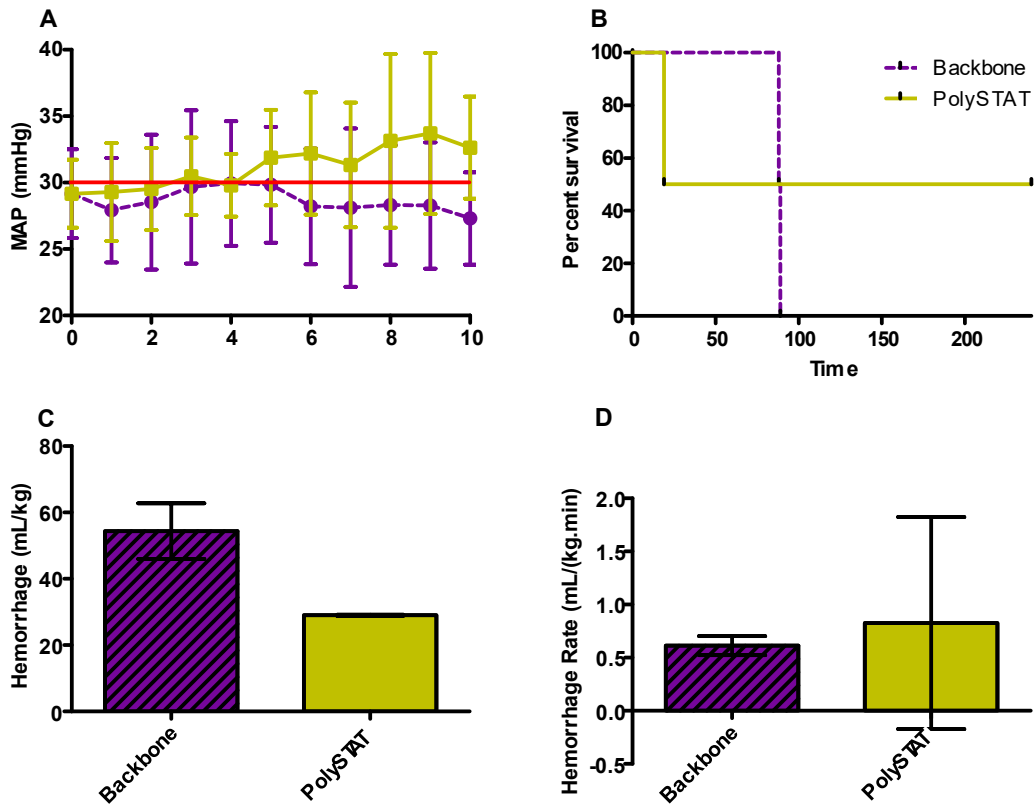 A
MAP (mmHg)
40
35
30
25
20
0 2 4 6 8 10
B
Percent survival
100
80
60
40
20
0
0 50 100 150 200
Time
Backbone
PolySTAT
C
Hemorrhage (mL/kg)
80
60
40
20
0
Backbone
PolySTAT
D
Hemorrhage Rate (mL/(kg.min)
2.0
1.5
1.0
0.5
0.0
-0.5
Backbone
PolySTAT